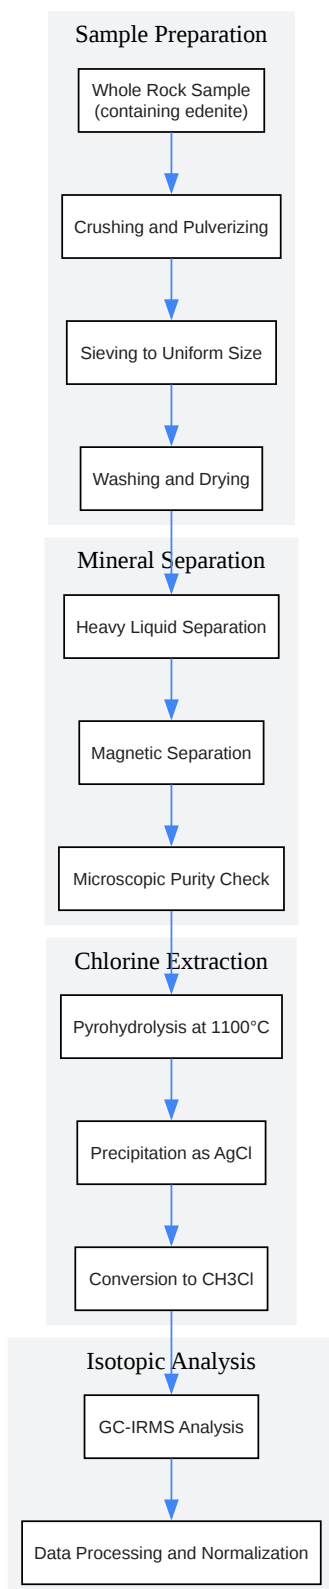 Sample Preparation
Whole Rock Sample
(containing edenite)
Crushing and Pulverizing
Sieving to Uniform Size
Washing and Drying
Mineral Separation
Heavy Liquid Separation
Magnetic Separation
Microscopic Purity Check
Chlorine Extraction
Pyrohydrolysis at 1100°C
Precipitation as AgCl
Conversion to CH3Cl
Isotopic Analysis
GC-IRMS Analysis
Data Processing and Normalization